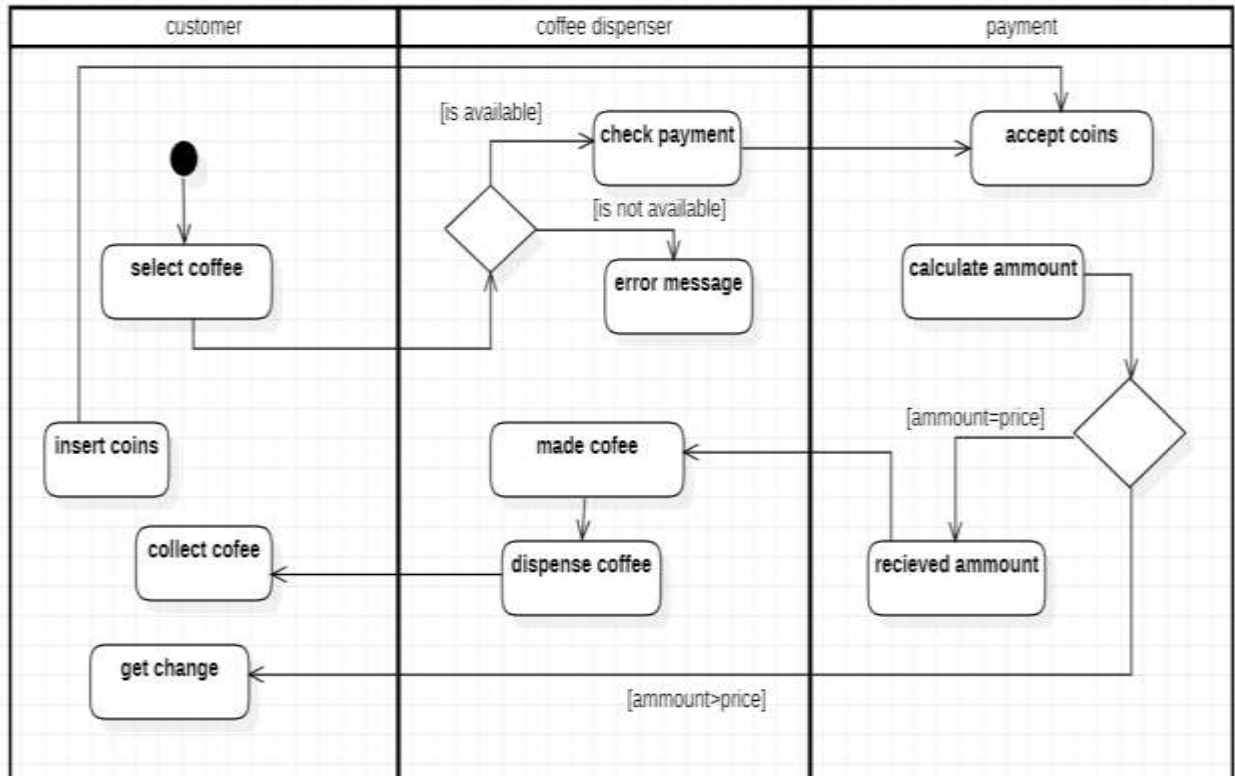 customer
coffee dispenser
payment
[is available]
check payment
accept coins
[is not available]
select coffee
error message
calculate ammount
[ammount=price]
insert coins
made cofee
collect cofee
dispense coffee
recieved ammount
get change
[ammount>price]